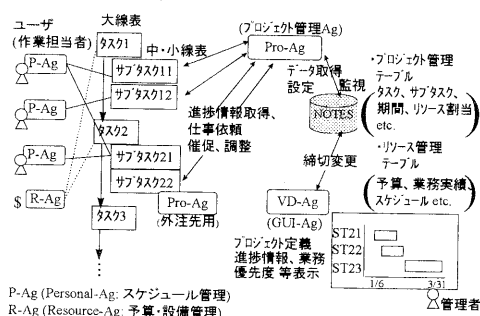 ユーザ
(作業担当者)
大線表
タスク1
中・小線表
P-Ag
サブタスク11
サブタスク12
P-Ag
タスク2
P-Ag
サブタスク21
サブタスク22
$
R-Ag
タスク3
Pro-Ag
(外注先用)
(プロジェクト管理Ag)
Pro-Ag
データ取得
設定
監視
進捗情報取得、
仕事依頼
催促、調整
NOTES
締切変更
VD-Ag
(GUI-Ag)
プロジェクト定義
進捗情報、業務
優先度 等表示
・プロジェクト管理
テーブル
(タスク、サブタスク、
期間、リソース割当
etc.)
・リソース管理
テーブル
(予算、業務実績、
スケジュール etc.)
ST21
ST22
ST23
1/6
3/31
管理者
P-Ag (Personal-Ag: スケジュール管理)
R-Ag (Resource-Ag: 予算・設備管理)